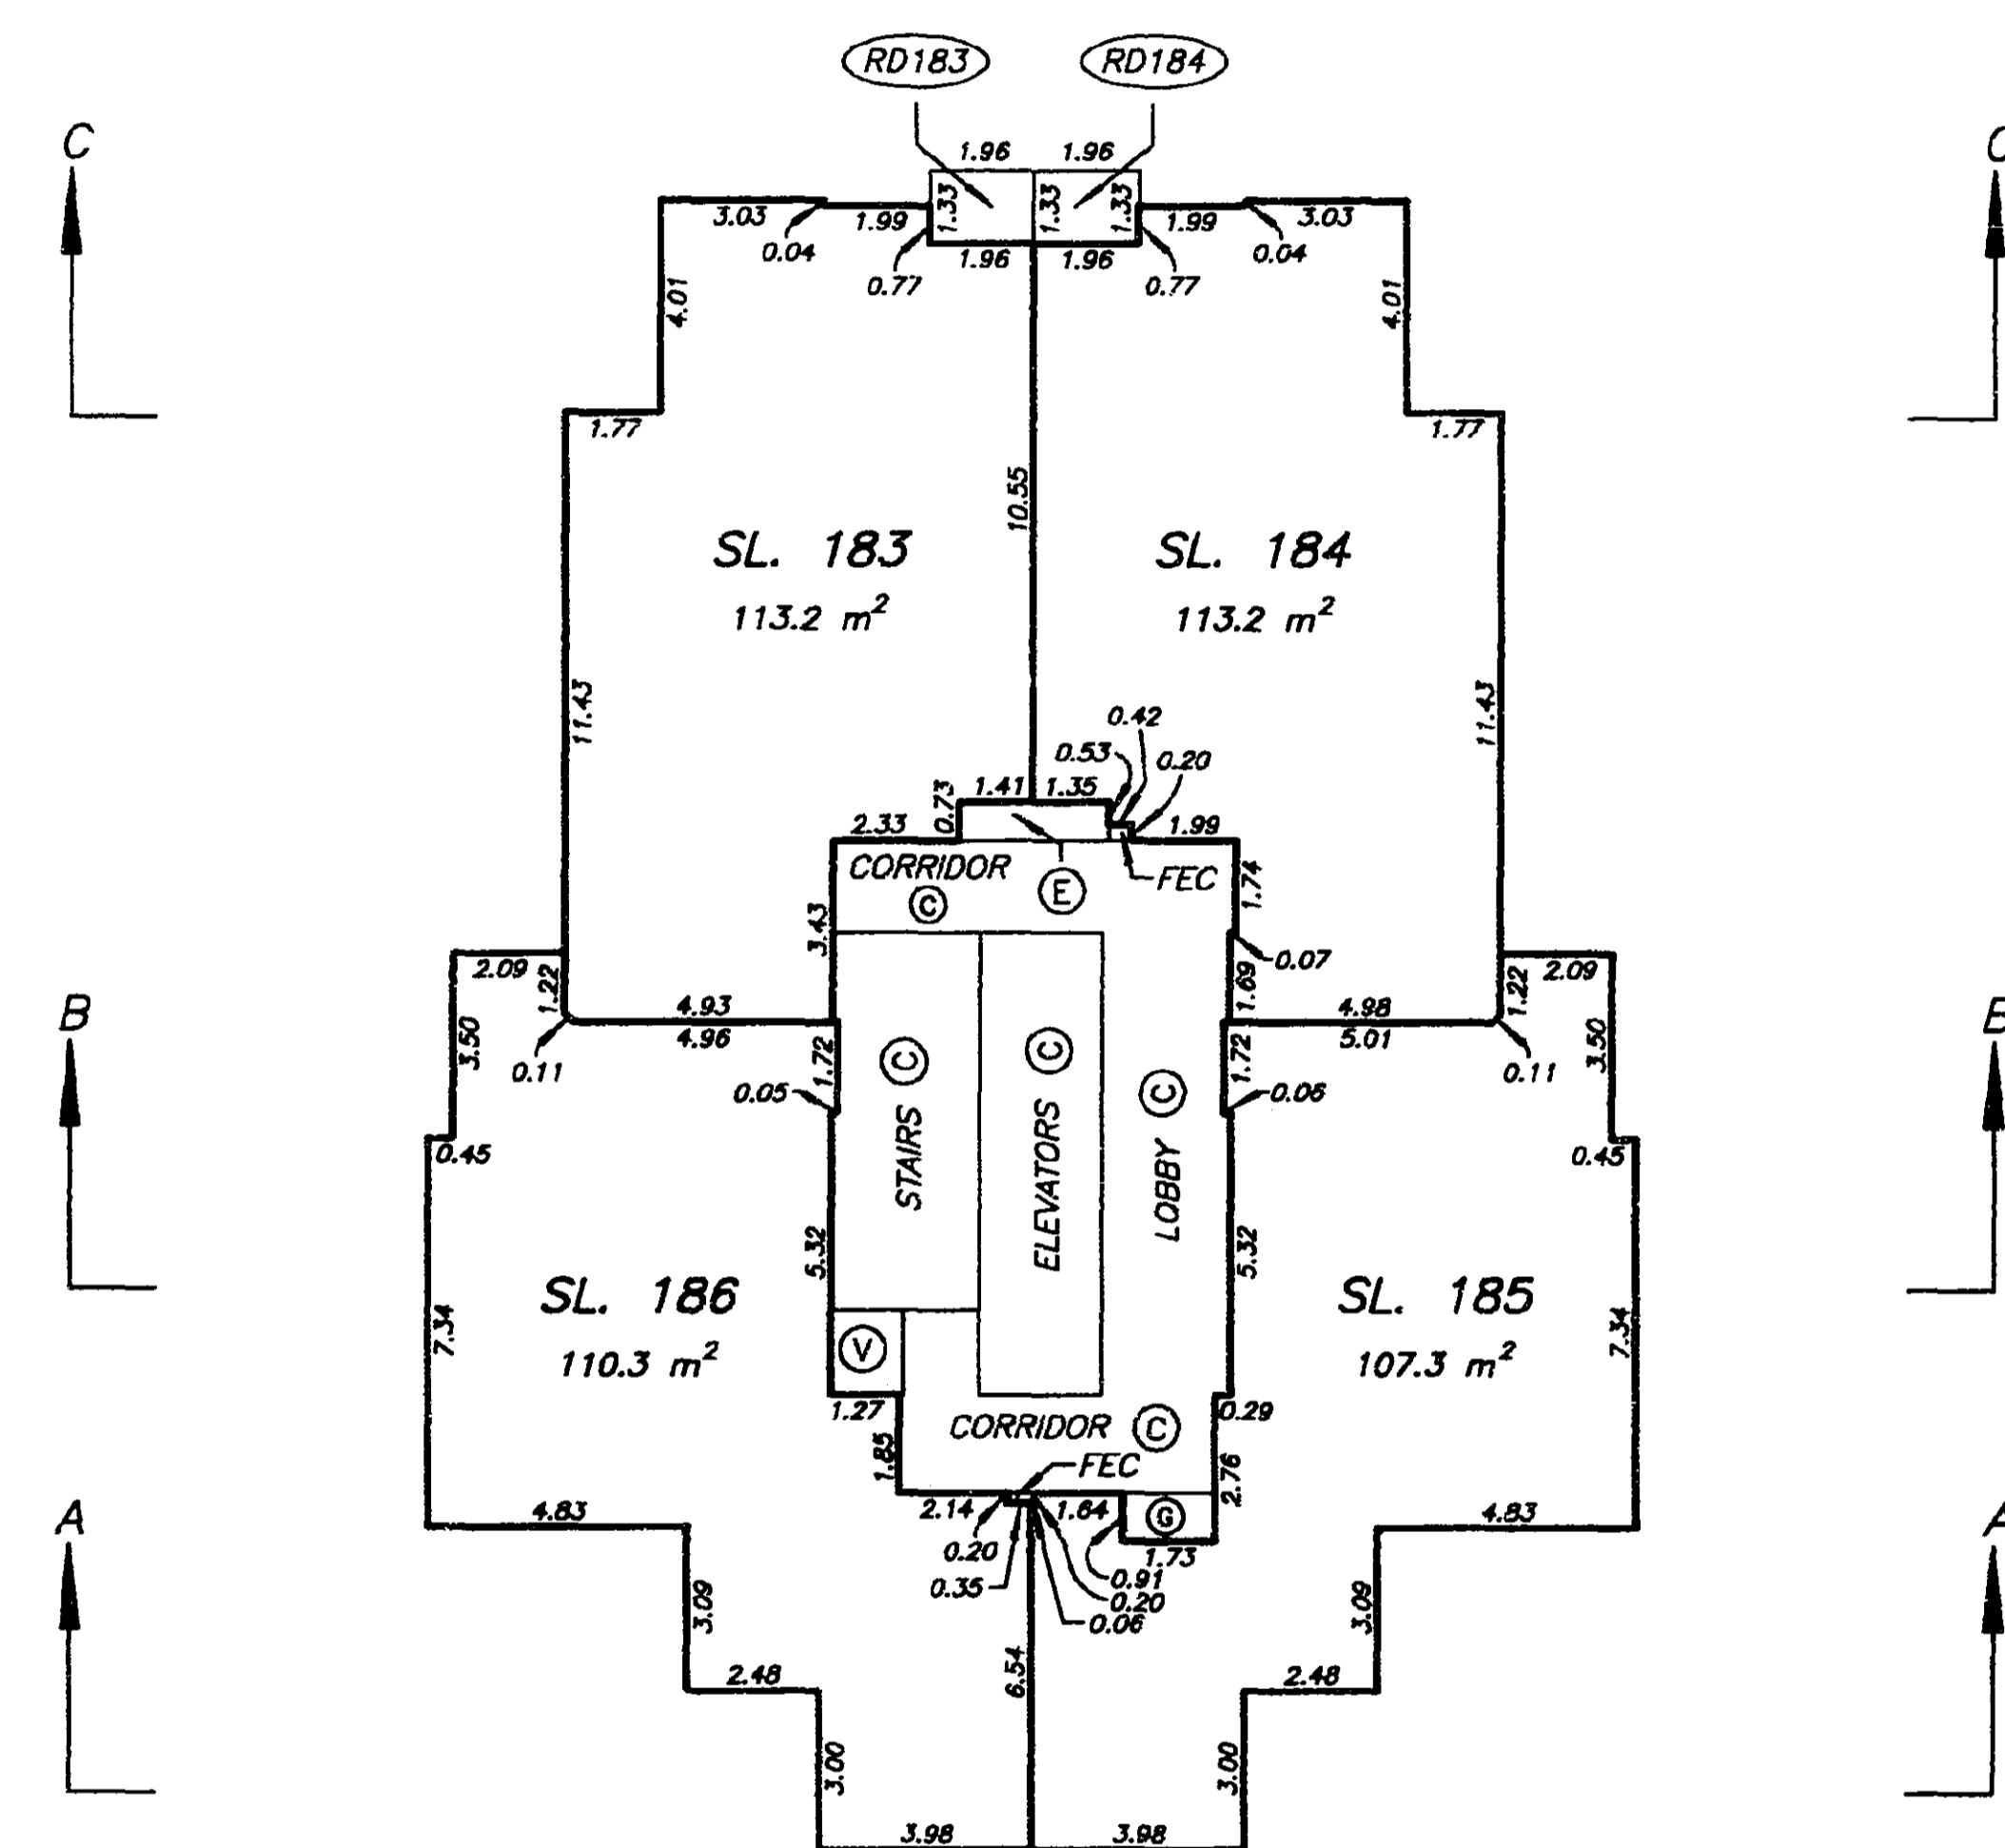 RD183 RD184
C C
1.96 1.96
1.33 1.33 1.33
3.03 1.99 1.99 3.03
0.04 1.96 1.96 0.04
0.77 0.77
4.01 4.01
1.77 1.77
10.55
SL. 183 SL. 184
113.2 m² 113.2 m²
11.43 11.43
0.42
0.53 0.20
0.73 1.41 1.35
2.33 1.99
CORRIDOR C E FEC
1.74
3.43
0.07
2.09 1.22 1.69 1.22 2.09
B B
4.93 4.98
4.96 5.01
3.50 1.72 1.72 3.50
0.11 0.11
0.05 0.06
STAIRS C
ELEVATORS C
LOBBY C
0.45 0.45
5.32 5.32
SL. 186 SL. 185
110.3 m² 107.3 m²
7.34 V 7.34
1.27 0.29
CORRIDOR C
1.85 FEC 2.76
A A
4.83 2.14 1.64 G 4.83
0.20 1.73
0.35 0.91
0.20
0.06
3.09 3.09
6.54
2.48 2.48
3.00 3.00
3.98 3.98